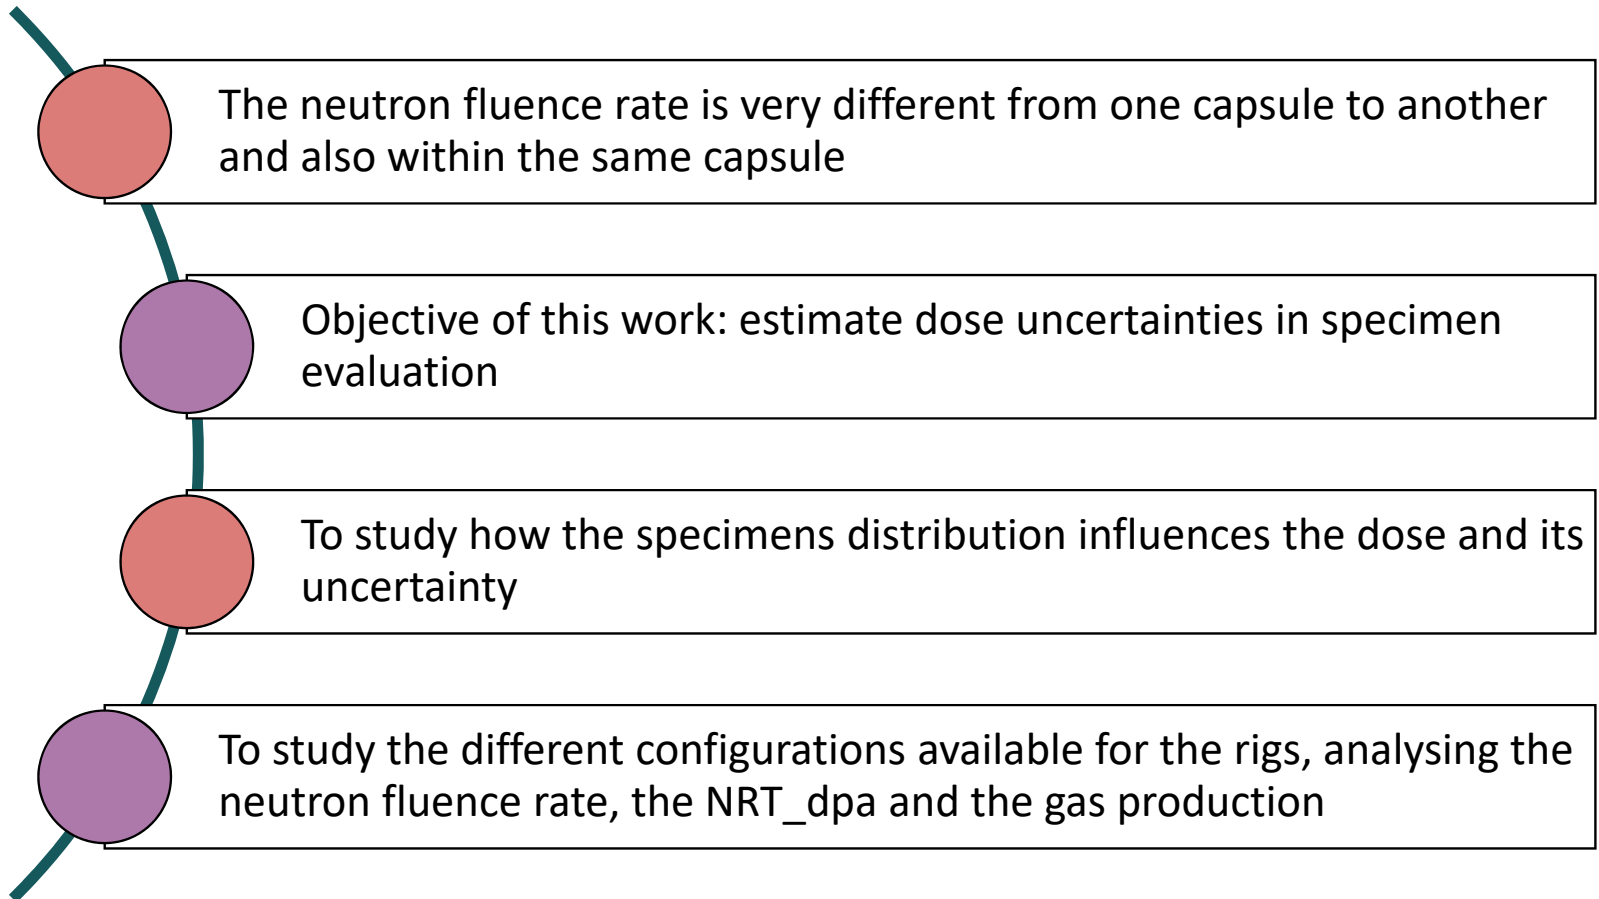 The neutron fluence rate is very different from one capsule to another
and also within the same capsule
Objective of this work: estimate dose uncertainties in specimen
evaluation
To study how the specimens distribution influences the dose and its
uncertainty
To study the different configurations available for the rigs, analysing the
neutron fluence rate, the NRT_dpa and the gas production